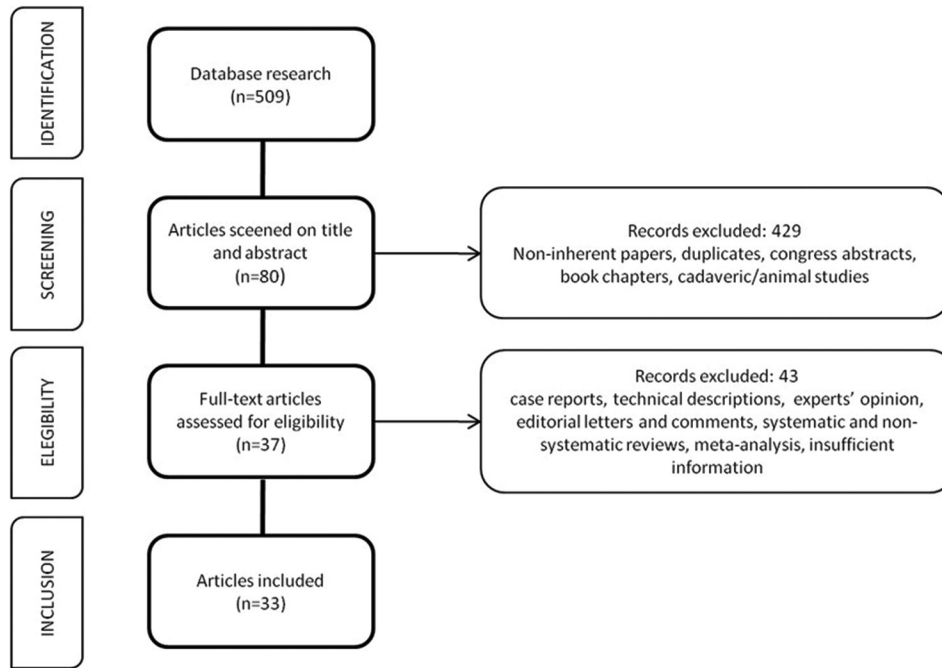 IDENTIFICATION
Database research
(n=509)
SCREENING
Articles sceened on title
and abstract
(n=80)
Records excluded: 429
Non-inherent papers, duplicates, congress abstracts,
book chapters, cadaveric/animal studies
ELEGIBILITY
Full-text articles
assessed for eligibility
(n=37)
Records excluded: 43
case reports, technical descriptions, experts' opinion,
editorial letters and comments, systematic and non-
systematic reviews, meta-analysis, insufficient
information
INCLUSION
Articles included
(n=33)